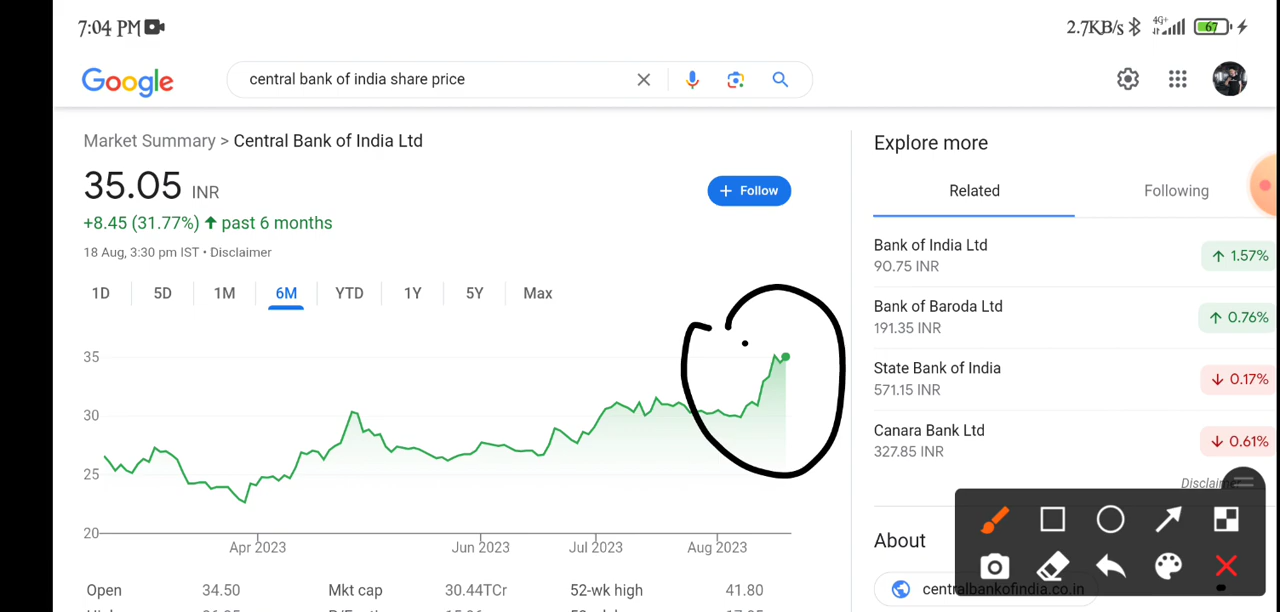 7:04 PM
2.7KB/s 4G+ 67
Google
central bank of india share price
Market Summary > Central Bank of India Ltd
35.05 INR
+8.45 (31.77%) ↑ past 6 months
18 Aug, 3:30 pm IST • Disclaimer
+ Follow
1D 5D 1M 6M YTD 1Y 5Y Max
35
30
25
20
Apr 2023 Jun 2023 Jul 2023 Aug 2023
Open 34.50 Mkt cap 30.44TCr 52-wk high 41.80
Explore more
Related Following
Bank of India Ltd
90.75 INR
↑ 1.57%
Bank of Baroda Ltd
191.35 INR
↑ 0.76%
State Bank of India
571.15 INR
↓ 0.17%
Canara Bank Ltd
327.85 INR
↓ 0.61%
About
centralbankofindia.co.in